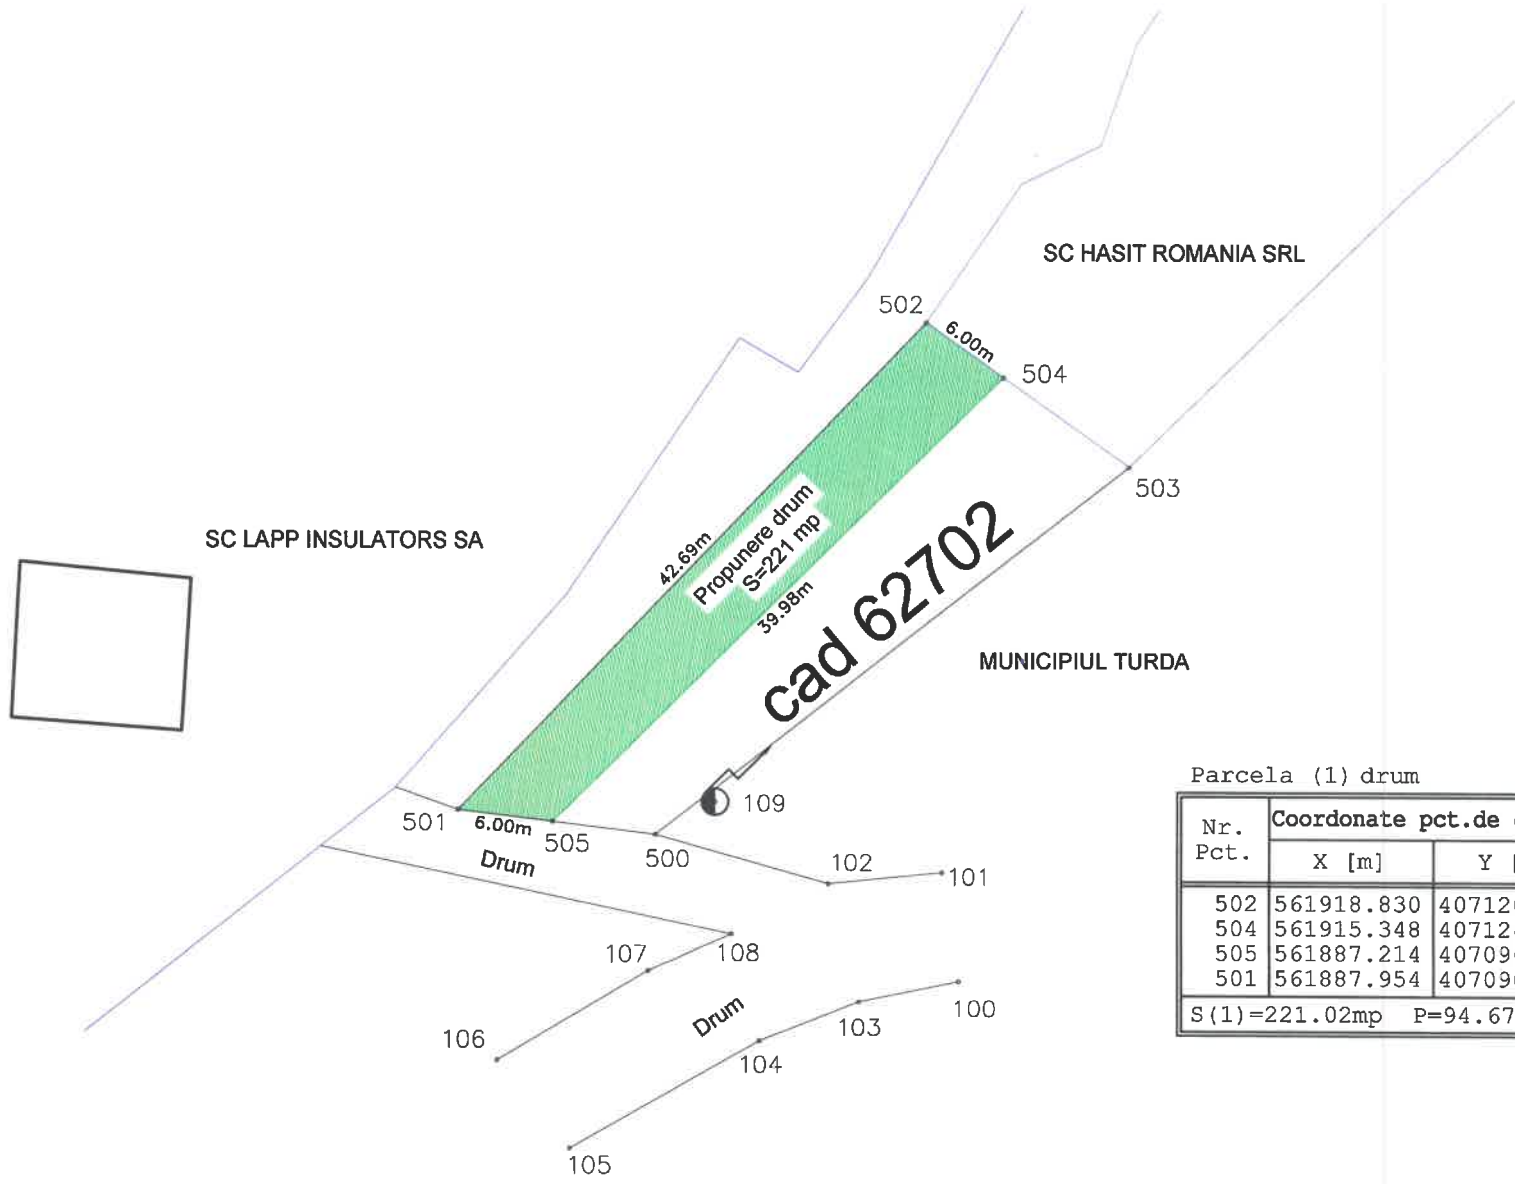 SC HASIT ROMANIA SRL
502
6.00m
504
503
SC LAPP INSULATORS SA
42.69m
Propunere drum
S=221 mp
39.98m
cad 62702
MUNICIPIUL TURDA
109
501
6.00m
505
500
Drum
102
101
107
108
106
Drum
103
100
104
105
Parcela (1) drum
Nr. Pct.
Coordonate pct.de
X [m]
Y [
502 561918.830
504 561915.348
505 561887.214
501 561887.954
S(1)=221.02mp P=94.67